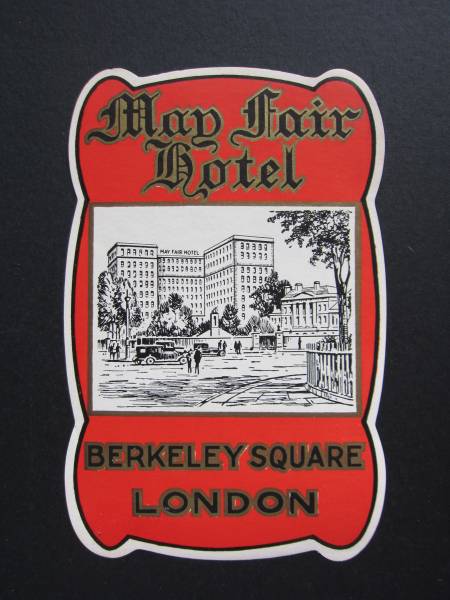 May Fair
Hotel
MAY FAIR HOTEL
BERKELEY SQUARE
LONDON